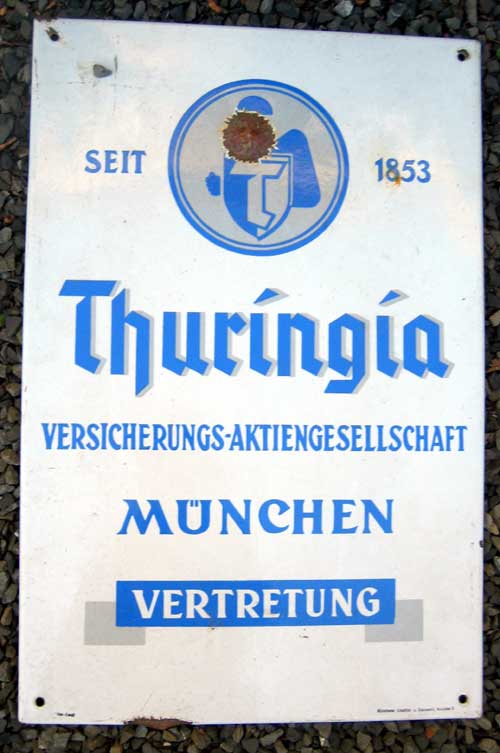 SEIT 1853
Thuringia
VERSICHERUNGS-AKTIENGESELLSCHAFT
MÜNCHEN
VERTRETUNG